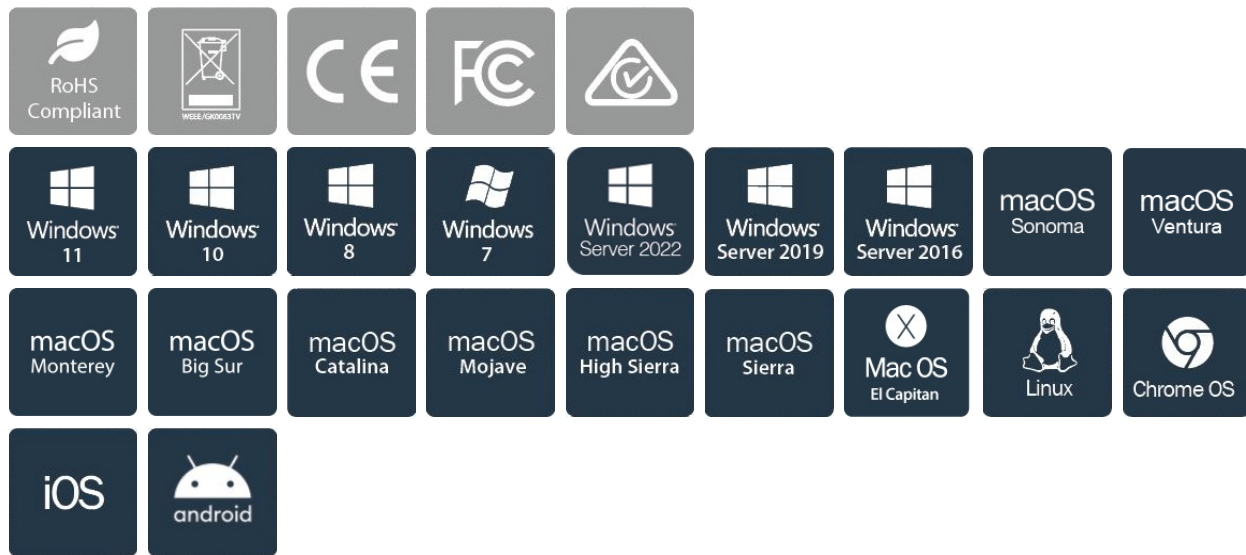 RoHS
Compliant
WEEE/GK0083TV
CE
FC
Windows
11
Windows
10
Windows
8
Windows
7
Windows
Server 2022
Windows
Server 2019
Windows
Server 2016
macOS
Sonoma
macOS
Ventura
macOS
Monterey
macOS
Big Sur
macOS
Catalina
macOS
Mojave
macOS
High Sierra
macOS
Sierra
X
Mac OS
El Capitan
Linux
Chrome OS
iOS
android